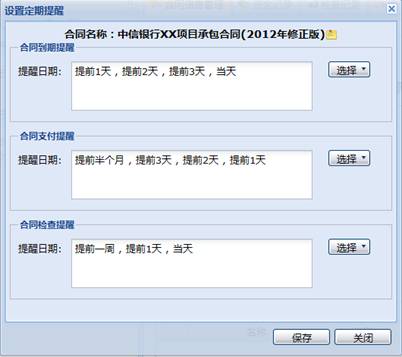 设置定期提醒
合同名称：中信银行XX项目承包合同(2012年修正版)
合同到期提醒
提醒日期: 提前1天，提前2天，提前3天，当天 选择
合同支付提醒
提醒日期: 提前半个月，提前3天，提前2天，提前1天 选择
合同检查提醒
提醒日期: 提前一周，提前1天，当天 选择
保存 关闭